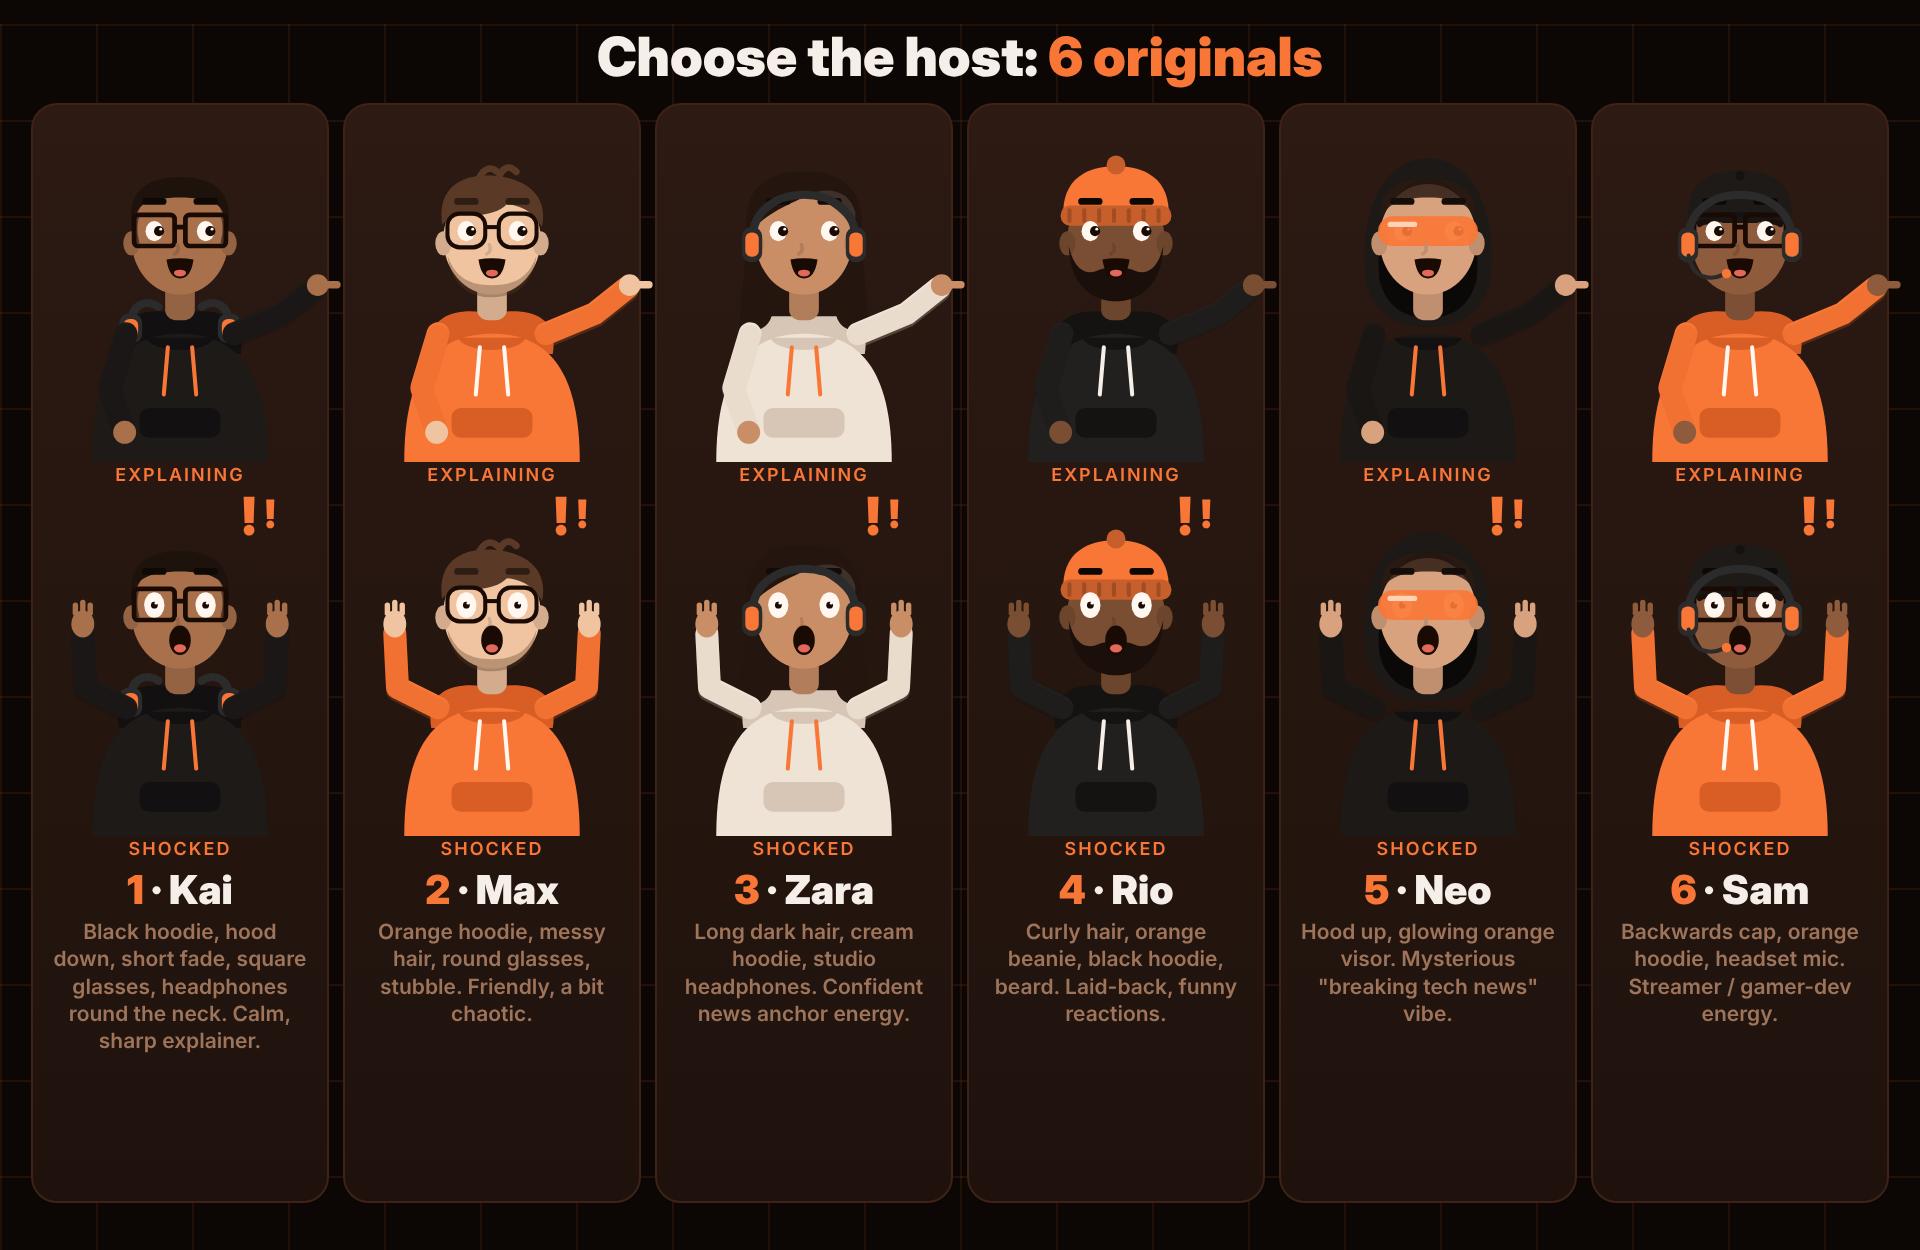 Choose the host: 6 originals
EXPLAINING
!!
SHOCKED
1 · Kai
Black hoodie, hood
down, short fade, square
glasses, headphones
round the neck. Calm,
sharp explainer.
EXPLAINING
!!
SHOCKED
2 · Max
Orange hoodie, messy
hair, round glasses,
stubble. Friendly, a bit
chaotic.
EXPLAINING
!!
SHOCKED
3 · Zara
Long dark hair, cream
hoodie, studio
headphones. Confident
news anchor energy.
EXPLAINING
!!
SHOCKED
4 · Rio
Curly hair, orange
beanie, black hoodie,
beard. Laid-back, funny
reactions.
EXPLAINING
!!
SHOCKED
5 · Neo
Hood up, glowing orange
visor. Mysterious
"breaking tech news"
vibe.
EXPLAINING
!!
SHOCKED
6 · Sam
Backwards cap, orange
hoodie, headset mic.
Streamer / gamer-dev
energy.